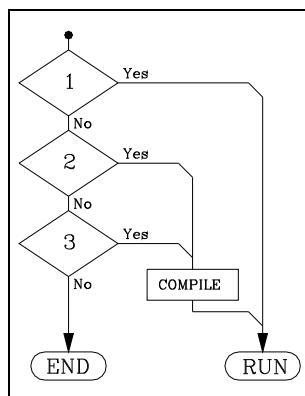 1
Yes
No
2
Yes
No
3
Yes
No
COMPILE
END
RUN